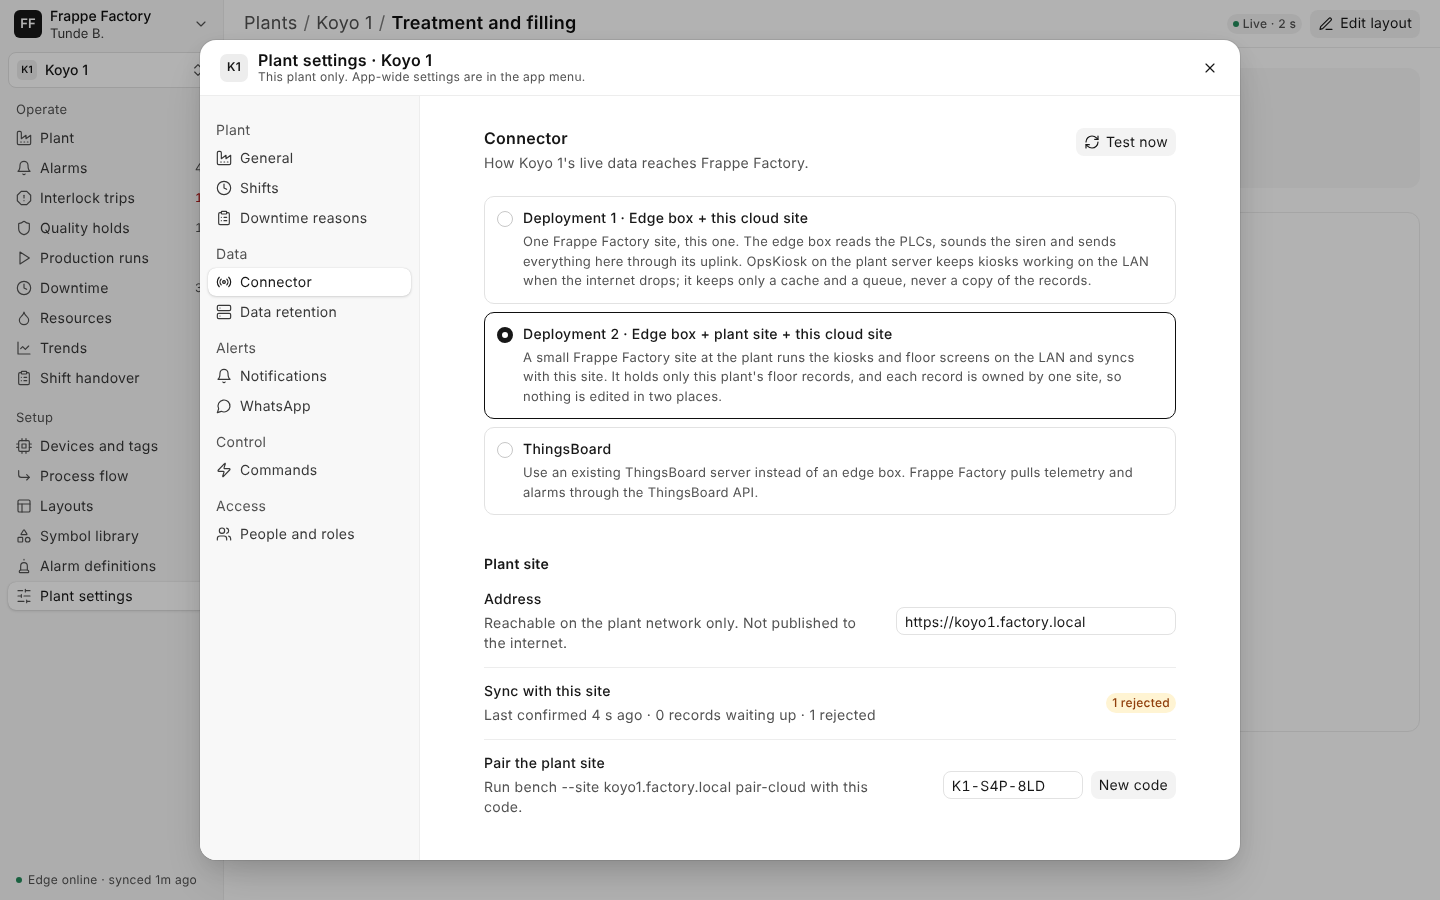 FF
Frappe Factory
Tunde B.
Plants / Koyo 1 / Treatment and filling
Live · 2 s
Edit layout
K1
Koyo 1
Operate
Plant
Alarms
Interlock trips
Quality holds
Production runs
Downtime
Resources
Trends
Shift handover
Setup
Devices and tags
Process flow
Layouts
Symbol library
Alarm definitions
Plant settings
Edge online · synced 1m ago
K1
Plant settings · Koyo 1
This plant only. App-wide settings are in the app menu.
Plant
General
Shifts
Downtime reasons
Data
Connector
Data retention
Alerts
Notifications
WhatsApp
Control
Commands
Access
People and roles
Connector
How Koyo 1's live data reaches Frappe Factory.
Test now
Deployment 1 · Edge box + this cloud site
One Frappe Factory site, this one. The edge box reads the PLCs, sounds the siren and sends
everything here through its uplink. OpsKiosk on the plant server keeps kiosks working on the LAN
when the internet drops; it keeps only a cache and a queue, never a copy of the records.
Deployment 2 · Edge box + plant site + this cloud site
A small Frappe Factory site at the plant runs the kiosks and floor screens on the LAN and syncs
with this site. It holds only this plant's floor records, and each record is owned by one site, so
nothing is edited in two places.
ThingsBoard
Use an existing ThingsBoard server instead of an edge box. Frappe Factory pulls telemetry and
alarms through the ThingsBoard API.
Plant site
Address
Reachable on the plant network only. Not published to
the internet.
https://koyo1.factory.local
Sync with this site
Last confirmed 4 s ago · 0 records waiting up · 1 rejected
1 rejected
Pair the plant site
Run bench --site koyo1.factory.local pair-cloud with this
code.
K1-S4P-8LD
New code